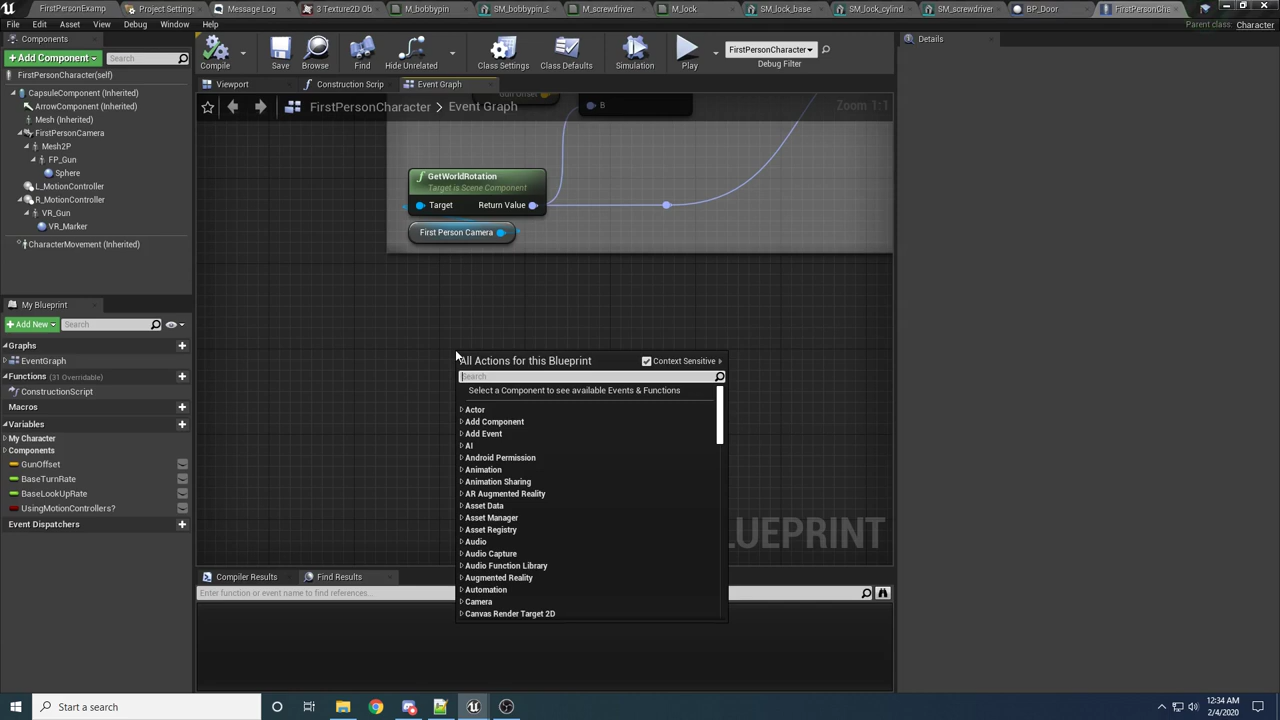 FirstPersonExamp
Project Settings
Message Log
3 Texture2D Ob
M_bobbypin
SM_bobbypin_S
M_screwdriver
M_lock
SM_lock_base
SM_lock_cylind
SM_screwdriver
BP_Door
FirstPersonCha
File Edit Asset View Debug Window Help
Parent class: Character
Components
+ Add Component
Search
FirstPersonCharacter(self)
CapsuleComponent (Inherited)
ArrowComponent (Inherited)
Mesh (Inherited)
FirstPersonCamera
Mesh2P
FP_Gun
Sphere
L_MotionController
R_MotionController
VR_Gun
VR_Marker
CharacterMovement (Inherited)
My Blueprint
+ Add New
Search
Graphs
EventGraph
Functions (31 Overridable)
ConstructionScript
Macros
Variables
My Character
Components
GunOffset
BaseTurnRate
BaseLookUpRate
UsingMotionControllers?
Event Dispatchers
Compile
Save
Browse
Find
Hide Unrelated
Class Settings
Class Defaults
Simulation
Play
FirstPersonCharacter
Debug Filter
Viewport
Construction Scrip
Event Graph
FirstPersonCharacter > Event Graph
Zoom 1:1
Gun Offset
B
GetWorldRotation
Target is Scene Component
Target Return Value
First Person Camera
All Actions for this Blueprint
Context Sensitive
Search
Select a Component to see available Events & Functions
Actor
Add Component
Add Event
AI
Android Permission
Animation
Animation Sharing
AR Augmented Reality
Asset Data
Asset Manager
Asset Registry
Audio
Audio Capture
Audio Function Library
Augmented Reality
Automation
Camera
Canvas Render Target 2D
BLUEPRINT
Compiler Results
Find Results
Enter function or event name to find references...
Details
Start a search
12:34 AM
2/4/2020